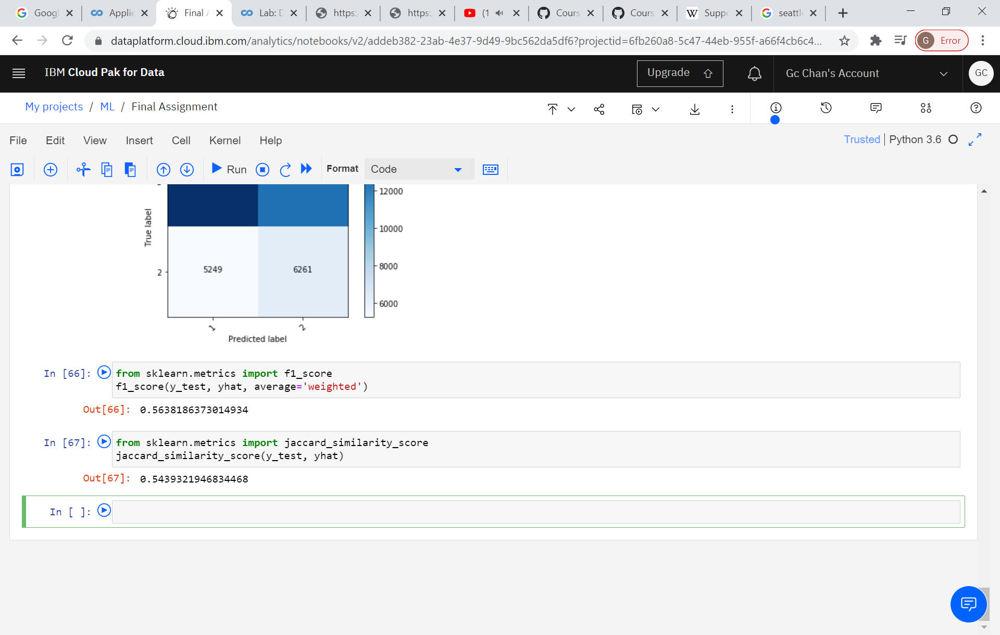 Googl
Applie
Final A
Lab: D
https:
https:
(1
Cours
Cours
W Suppo
seattle
dataplatform.cloud.ibm.com/analytics/notebooks/v2/addeb382-23ab-4e37-9d49-9bc562da5df6?projectid=6fb260a8-5c47-44eb-955f-a66f4cb6c4...
G Error
IBM Cloud Pak for Data
Upgrade
Gc Chan's Account
GC
My projects / ML / Final Assignment
File Edit View Insert Cell Kernel Help
Trusted | Python 3.6
Run
Format
Code
12000
10000
8000
6000
True label
2
5249
6261
1
2
Predicted label
In [66]:
from sklearn.metrics import f1_score
f1_score(y_test, yhat, average='weighted')
Out[66]: 0.5638186373014934
In [67]:
from sklearn.metrics import jaccard_similarity_score
jaccard_similarity_score(y_test, yhat)
Out[67]: 0.5439321946834468
In [ ]: